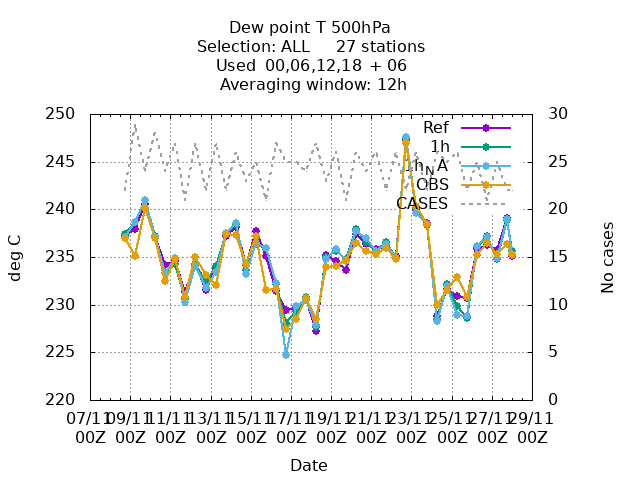 Dew point T 500hPa
Selection: ALL     27 stations
Used  00,06,12,18 + 06
Averaging window: 12h
250
245
240
235
230
225
220
30
25
20
15
10
5
0
deg C
No cases
Ref
1h
1h_N_A
OBS
CASES
07/11 09/11 11/11 13/11 15/11 17/11 19/11 21/11 23/11 25/11 27/11 29/11
00Z 00Z 00Z 00Z 00Z 00Z 00Z 00Z 00Z 00Z 00Z 00Z
Date